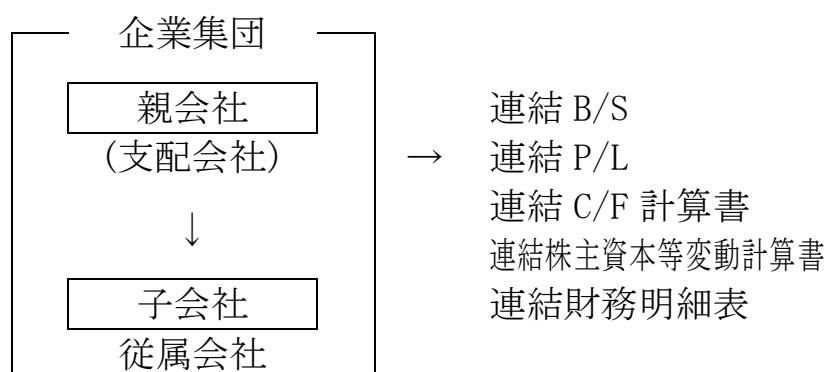 企業集団
親会社
(支配会社)
↓
子会社
従属会社
→
連結 B/S
連結 P/L
連結 C/F 計算書
連結株主資本等変動計算書
連結財務明細表